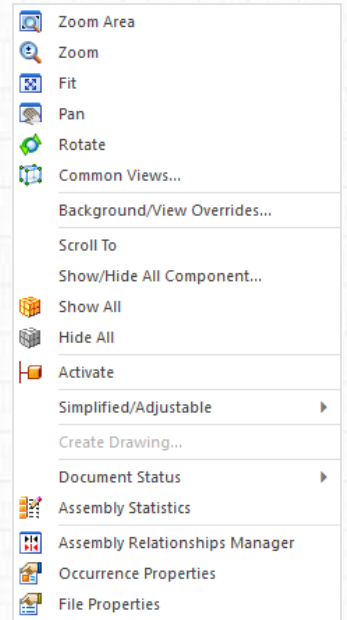 Zoom Area
Zoom
Fit
Pan
Rotate
Common Views...
Background/View Overrides...
Scroll To
Show/Hide All Component...
Show All
Hide All
Activate
Simplified/Adjustable
Create Drawing...
Document Status
Assembly Statistics
Assembly Relationships Manager
Occurrence Properties
File Properties